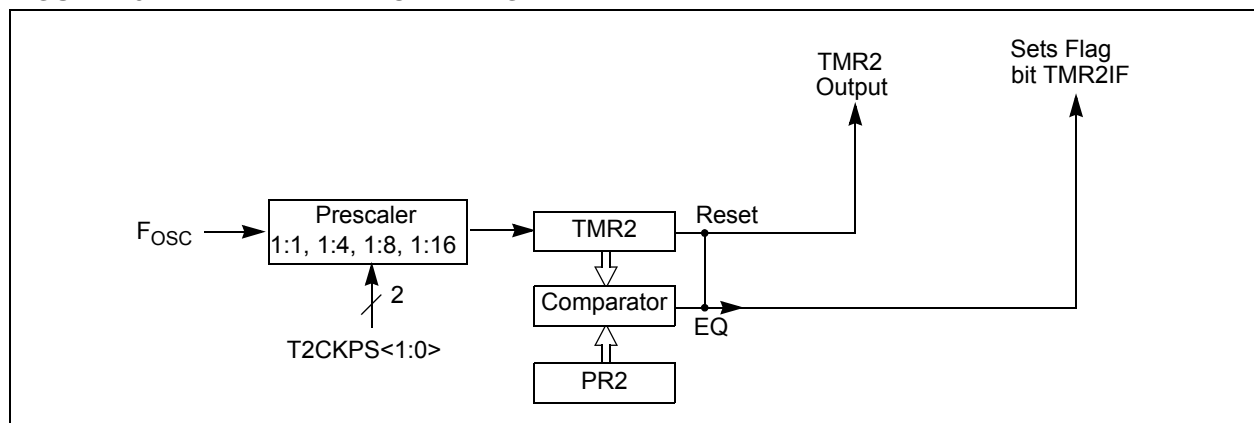 TMR2
Output
Sets Flag
bit TMR2IF
FOSC
Prescaler
1:1, 1:4, 1:8, 1:16
2
T2CKPS<1:0>
TMR2
Reset
Comparator
EQ
PR2